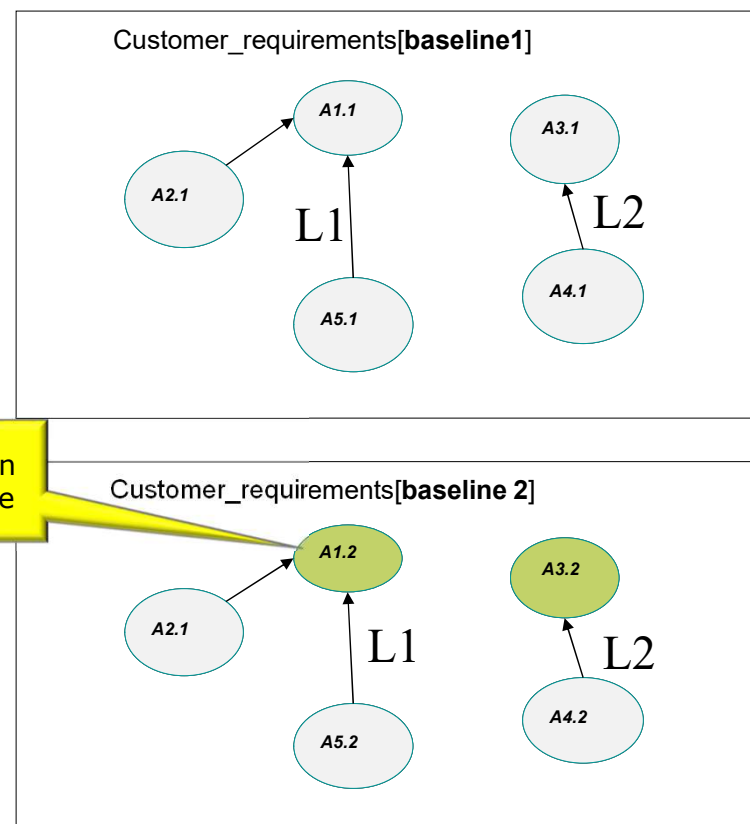 Customer_requirements[baseline1]
A1.1
A3.1
A2.1
L1
L2
A5.1
A4.1
n
e
Customer_requirements[baseline 2]
A1.2
A3.2
A2.1
L1
L2
A5.2
A4.2